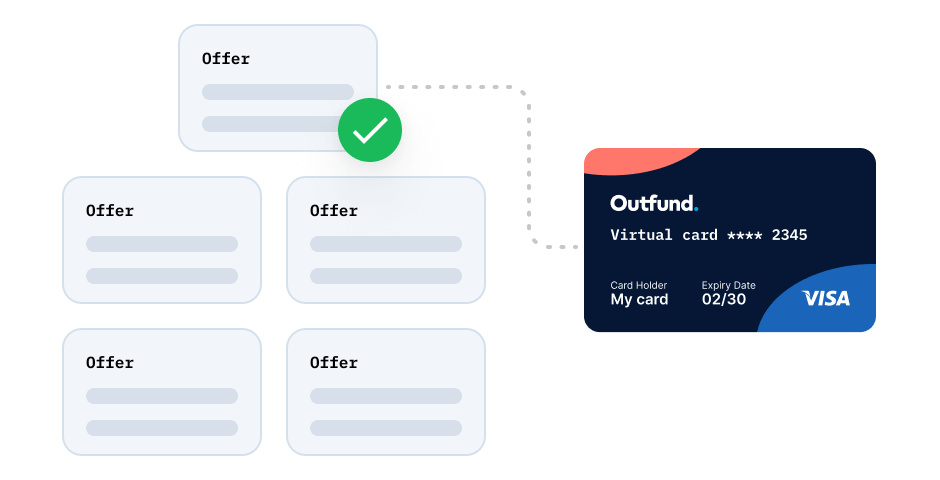 Offer
Offer
Offer
Offer
Offer
Outfund.
Virtual card **** 2345
Card Holder
Expiry Date
My card
02/30
VISA